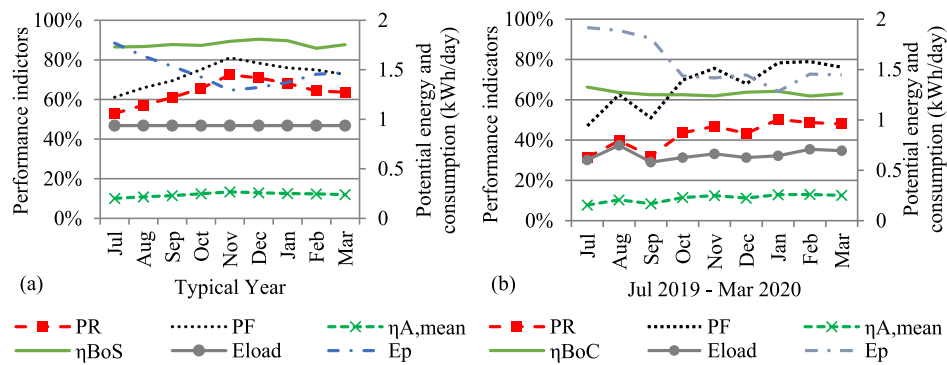 Performance indictors
100%
80%
60%
40%
20%
0%
2
1.5
1
0.5
0
Potential energy and
consumption (kWh/day)
Jul
Aug
Sep
Oct
Nov
Dec
Jan
Feb
Mar
(a)
Typical Year
PR
PF
ηA,mean
ηBoS
Eload
Ep
Performance indicators
100%
80%
60%
40%
20%
0%
2
1.5
1
0.5
0
Potential energy and
consumption (kWh/day)
Jul
Aug
Sep
Oct
Nov
Dec
Jan
Feb
Mar
(b)
Jul 2019 - Mar 2020
PR
PF
ηA,mean
ηBoC
Eload
Ep